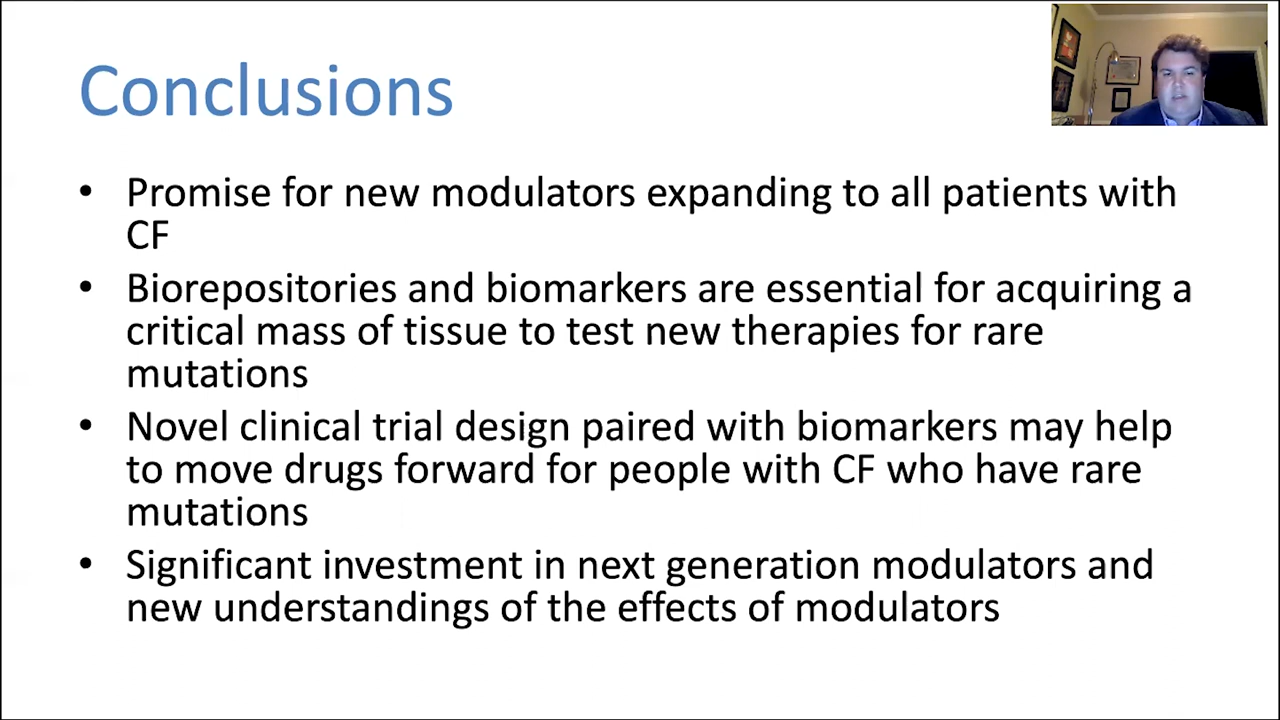 Conclusions
• Promise for new modulators expanding to all patients with
CF
• Biorepositories and biomarkers are essential for acquiring a
critical mass of tissue to test new therapies for rare
mutations
• Novel clinical trial design paired with biomarkers may help
to move drugs forward for people with CF who have rare
mutations
• Significant investment in next generation modulators and
new understandings of the effects of modulators